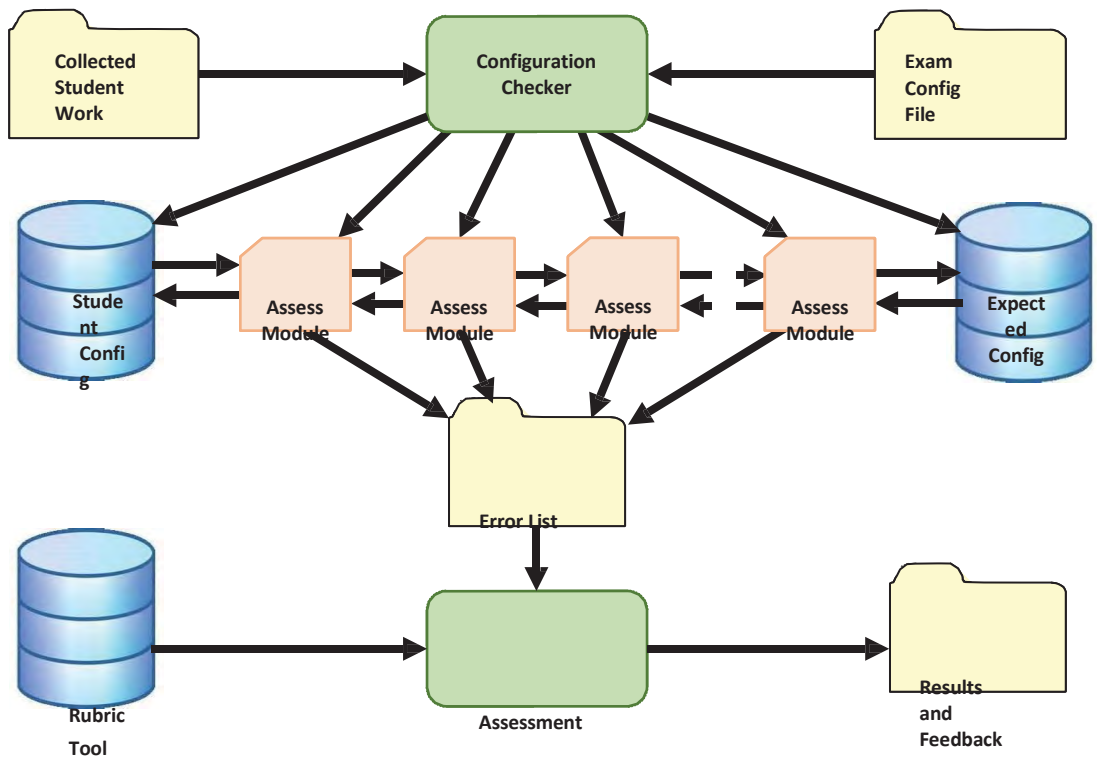 Collected
Student
Work
Configuration
Checker
Exam
Config
File
Stude
nt
Confi
g
Assess
Module
Assess
Module
Assess
Module
Assess
Module
Expect
ed
Config
Error List
Rubric
Tool
Assessment
Results
and
Feedback